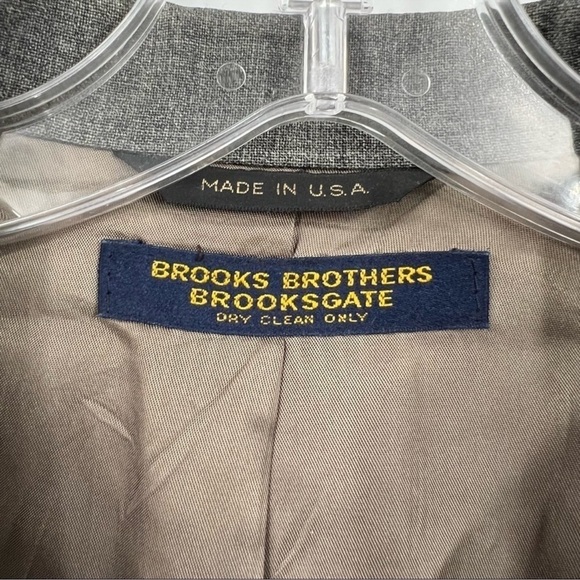 MADE IN U.S.A.
BROOKS BROTHERS
BROOKSGATE
DRY CLEAN ONLY